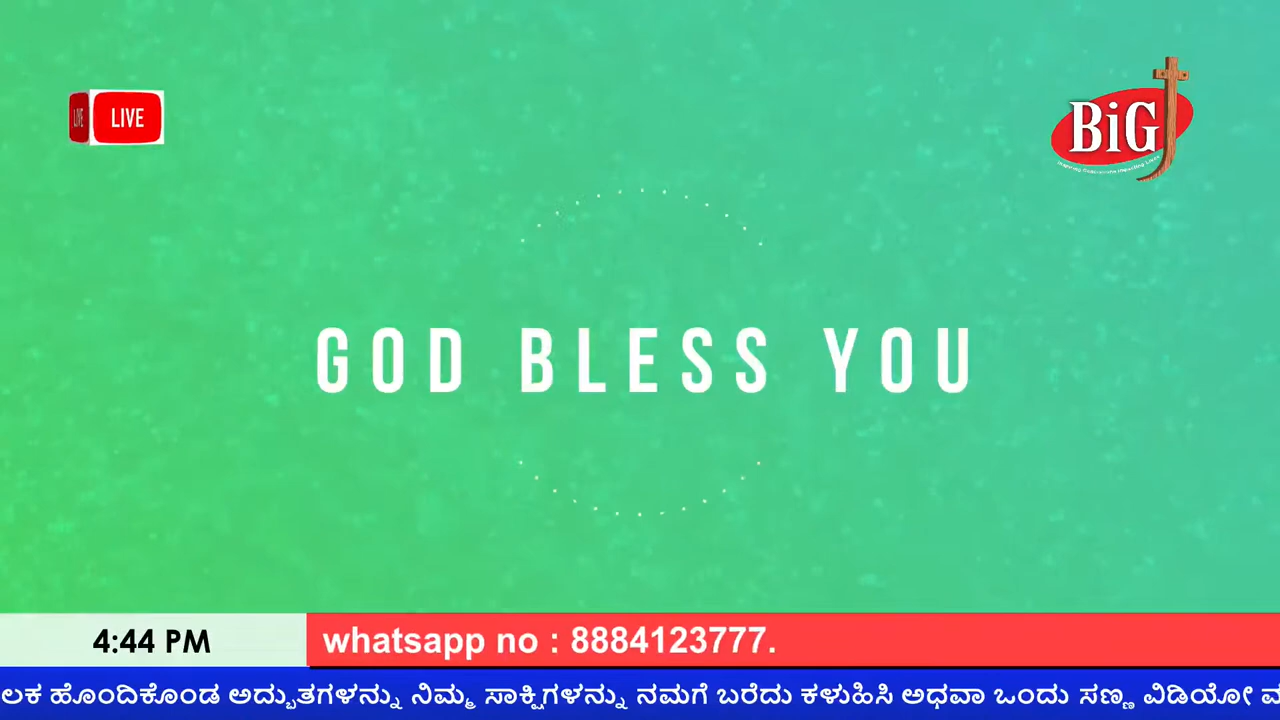 LIVE
LIVE
BiG
GOD BLESS YOU
4:44 PM
whatsapp no : 8884123777.
ಲಕ ಹೊಂದಿಕೊಂಡ ಅದ್ಬುತಗಳನ್ನು ನಿಮ್ಮ ಸಾಕ್ಷಿಗಳನ್ನು ನಮಗೆ ಬರೆದು ಕಳುಹಿಸಿ ಅಥವಾ ಒಂದು ಸಣ್ಣ ವಿಡಿಯೋ